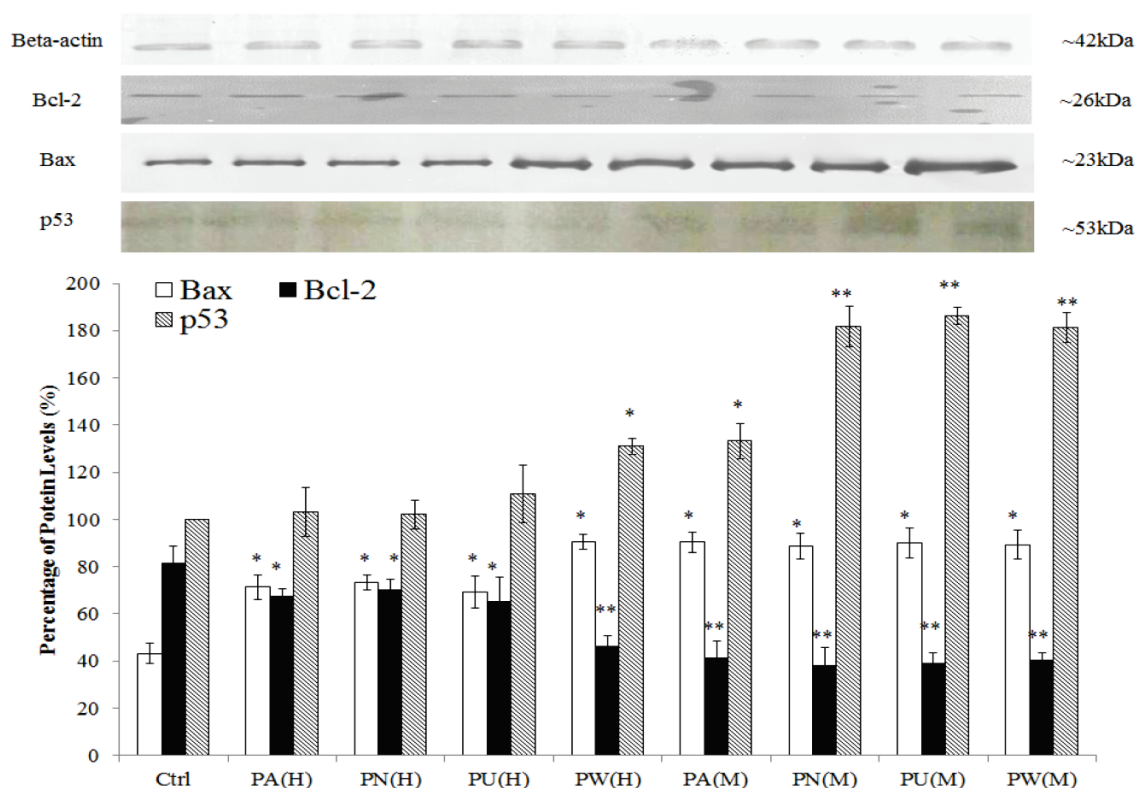 Beta-actin ~42kDa
Bcl-2 ~26kDa
Bax ~23kDa
p53 ~53kDa
200
180
160
140
120
100
80
60
40
20
0
Percentage of Potein Levels (%)
Bax Bcl-2
p53
** ** **
* *
* * * * *
* * * * * *
** ** ** ** **
Ctrl PA(H) PN(H) PU(H) PW(H) PA(M) PN(M) PU(M) PW(M)